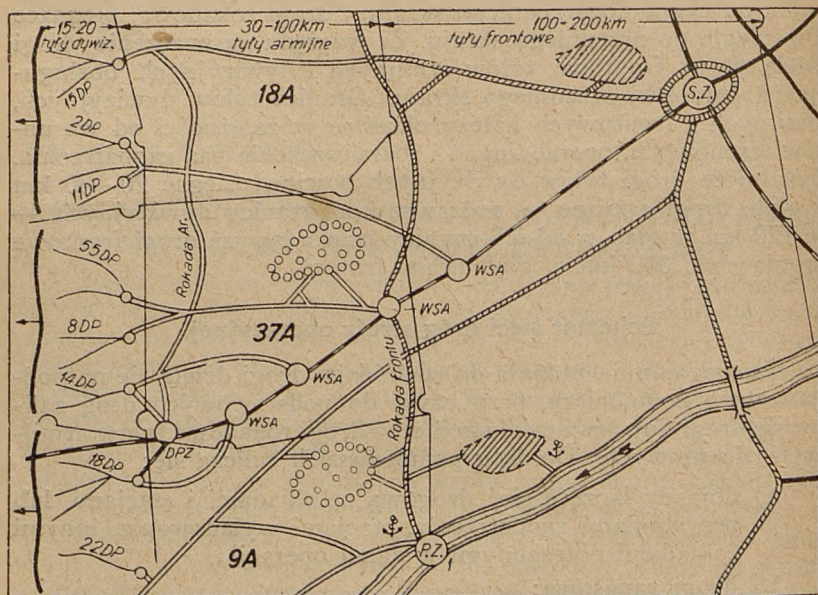 15-20
tyły dywiz.
30-100km
tyły armijne
100-200km
tyły frontowe
15DP
18A
S.Z.
2DP
11DP
Rokada Ar.
55DP
WSA
WSA
8DP
37A
Rokada frontu
14DP
WSA
WSA
DPZ
18DP
22DP
9A
P.Z.
1